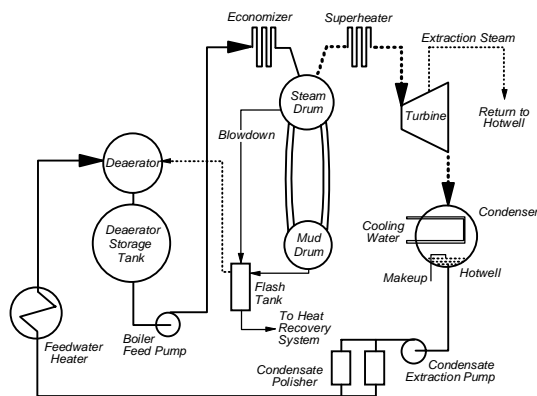 Economizer
Superheater
Extraction Steam
Steam
Drum
Turbine
Return to
Hotwell
Blowdown
Deaerator
Deaerator
Storage
Tank
Mud
Drum
Cooling
Water
Condenser
Makeup
Hotwell
Flash
Tank
To Heat
Recovery
System
Boiler
Feed Pump
Feedwater
Heater
Condensate
Polisher
Condensate
Extraction Pump